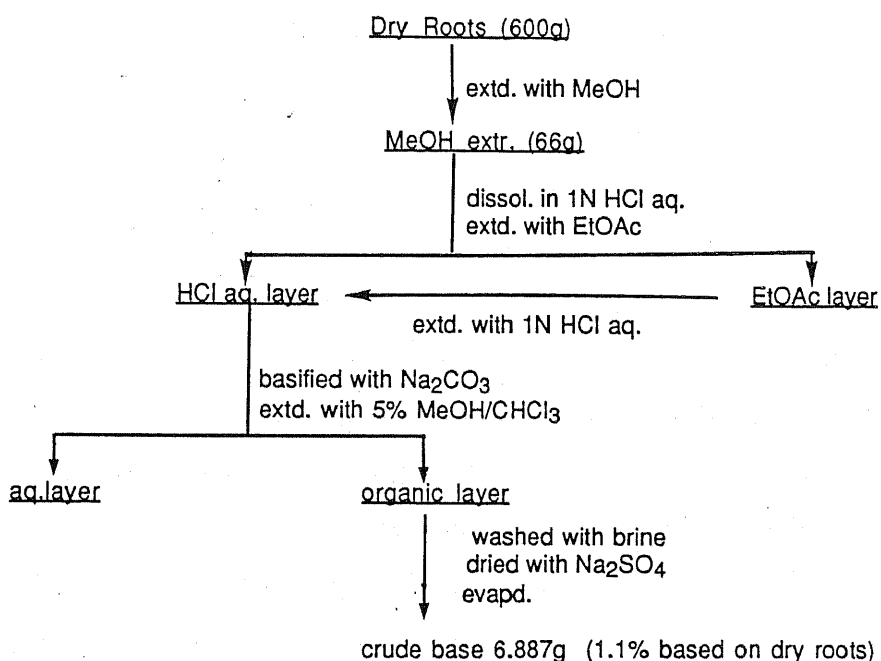 Dry Roots (600g)
extd. with MeOH
MeOH extr. (66g)
dissol. in 1N HCl aq.
extd. with EtOAc
HCl aq. layer
EtOAc layer
extd. with 1N HCl aq.
basified with Na2CO3
extd. with 5% MeOH/CHCl3
aq.layer
organic layer
washed with brine
dried with Na2SO4
evapd.
crude base 6.887g (1.1% based on dry roots)